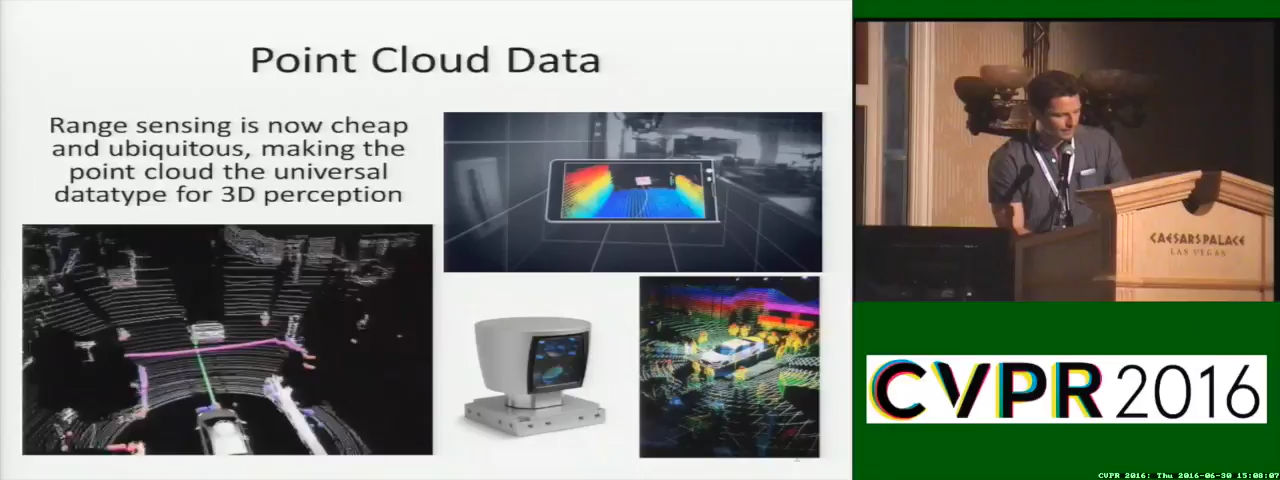 Point Cloud Data
Range sensing is now cheap
and ubiquitous, making the
point cloud the universal
datatype for 3D perception
CAESARS PALACE
LAS VEGAS
CVPR 2016
CVPR 2016: Thu 2016-06-30 15:08:07